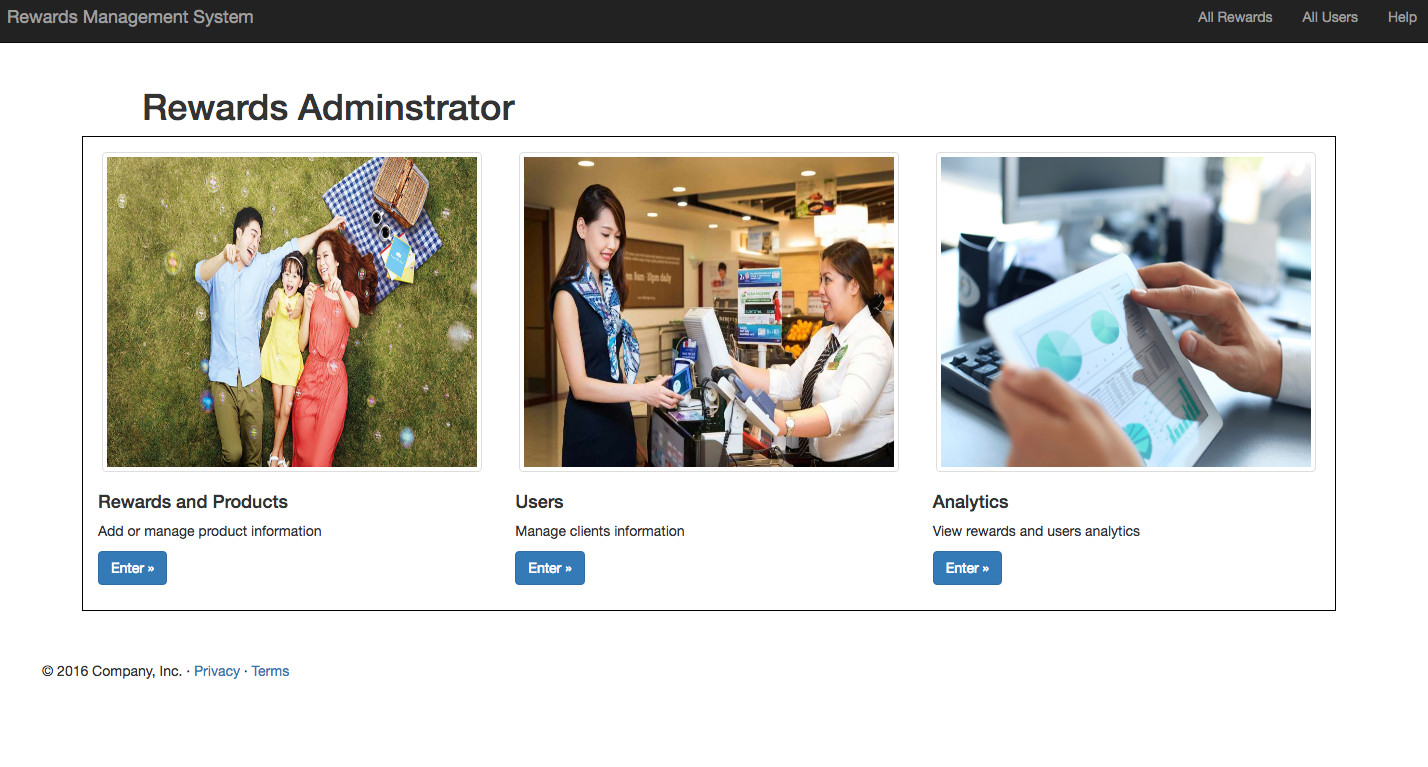 Rewards Management System All Rewards All Users Help
Rewards Adminstrator
Rewards and Products Users Analytics
Add or manage product information Manage clients information View rewards and users analytics
Enter » Enter » Enter »
© 2016 Company, Inc. · Privacy · Terms